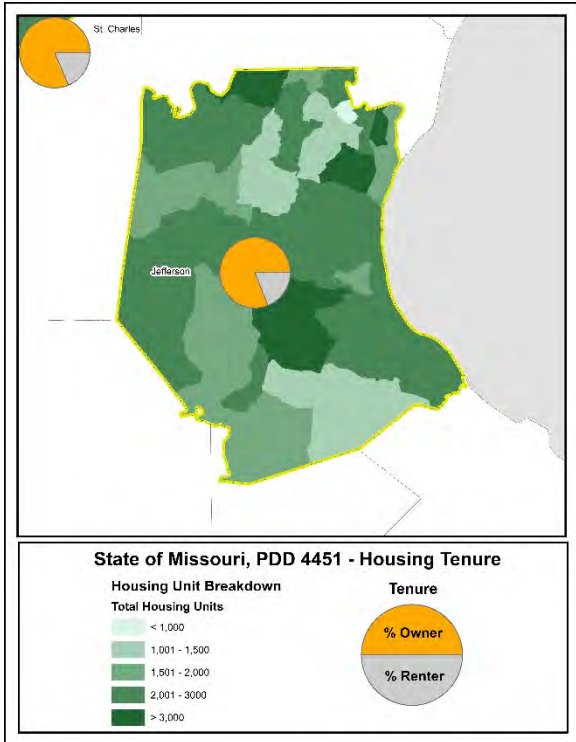 St. Charles
Jefferson
State of Missouri, PDD 4451 - Housing Tenure
Housing Unit Breakdown
Total Housing Units
< 1,000
1,001 - 1,500
1,501 - 2,000
2,001 - 3000
> 3,000
Tenure
% Owner
% Renter